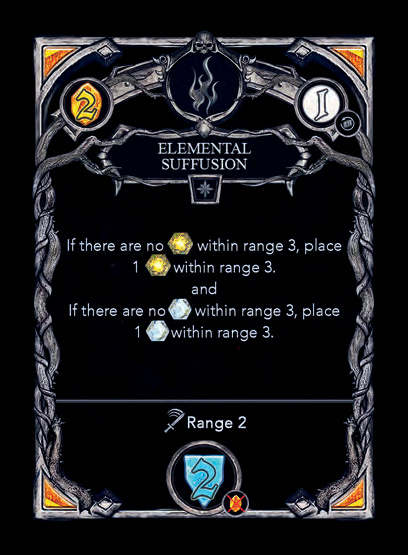 2
1
ELEMENTAL
SUFFUSION
If there are no within range 3, place
1 within range 3.
and
If there are no within range 3, place
1 within range 3.
Range 2
2